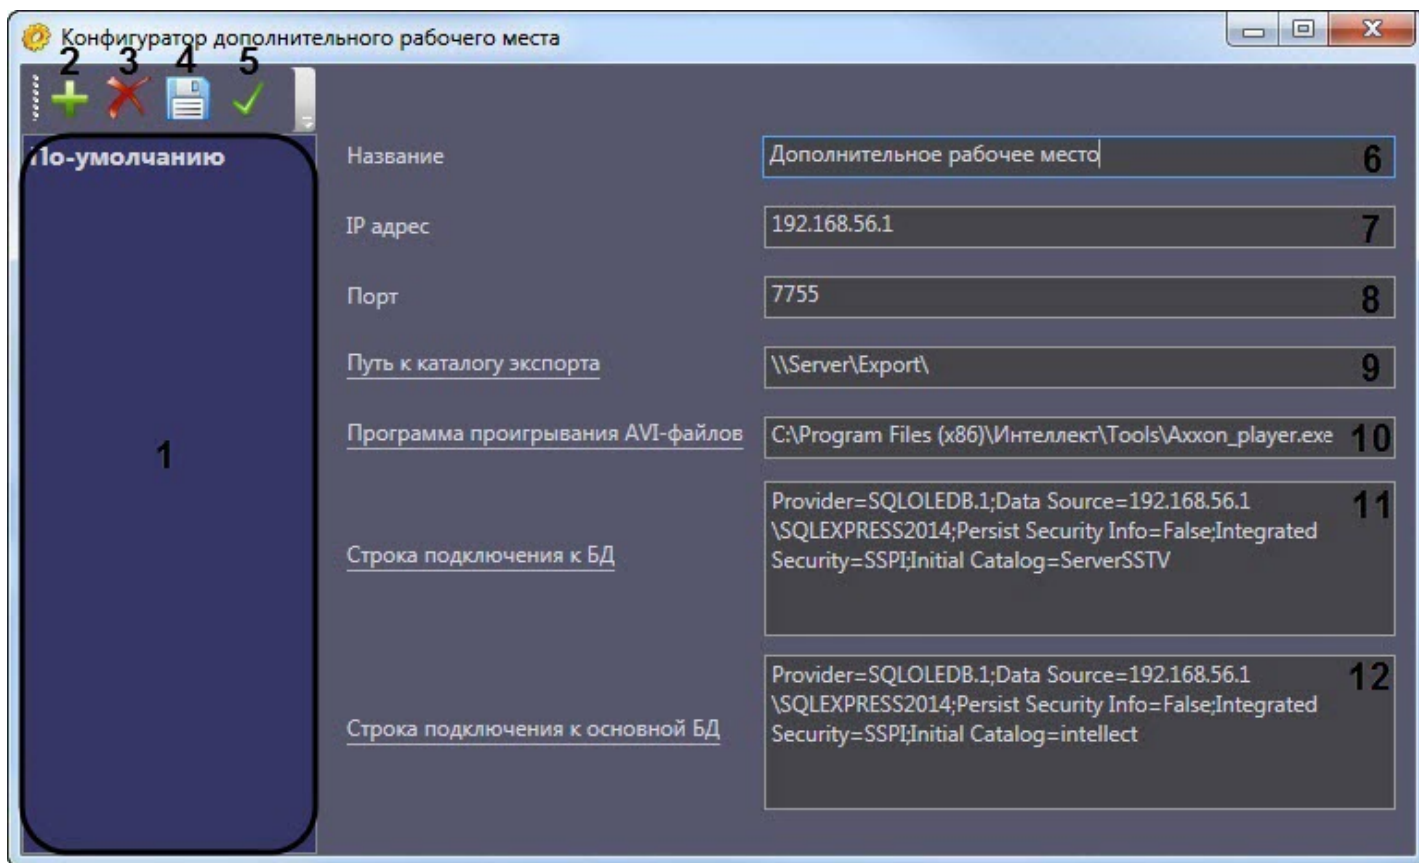 Конфигуратор дополнительного рабочего места
2 3 4 5
По-умолчанию
1
Название
Дополнительное рабочее место 6
IP адрес
192.168.56.1 7
Порт
7755 8
Путь к каталогу экспорта
\\Server\Export\ 9
Программа проигрывания AVI-файлов
C:\Program Files (x86)\Интеллект\Tools\Axxon_player.exe 10
Строка подключения к БД
Provider=SQLOLEDB.1;Data Source=192.168.56.1 11
\SQLEXPRESS2014;Persist Security Info=False;Integrated
Security=SSPI;Initial Catalog=ServerSSTV
Строка подключения к основной БД
Provider=SQLOLEDB.1;Data Source=192.168.56.1 12
\SQLEXPRESS2014;Persist Security Info=False;Integrated
Security=SSPI;Initial Catalog=intellect